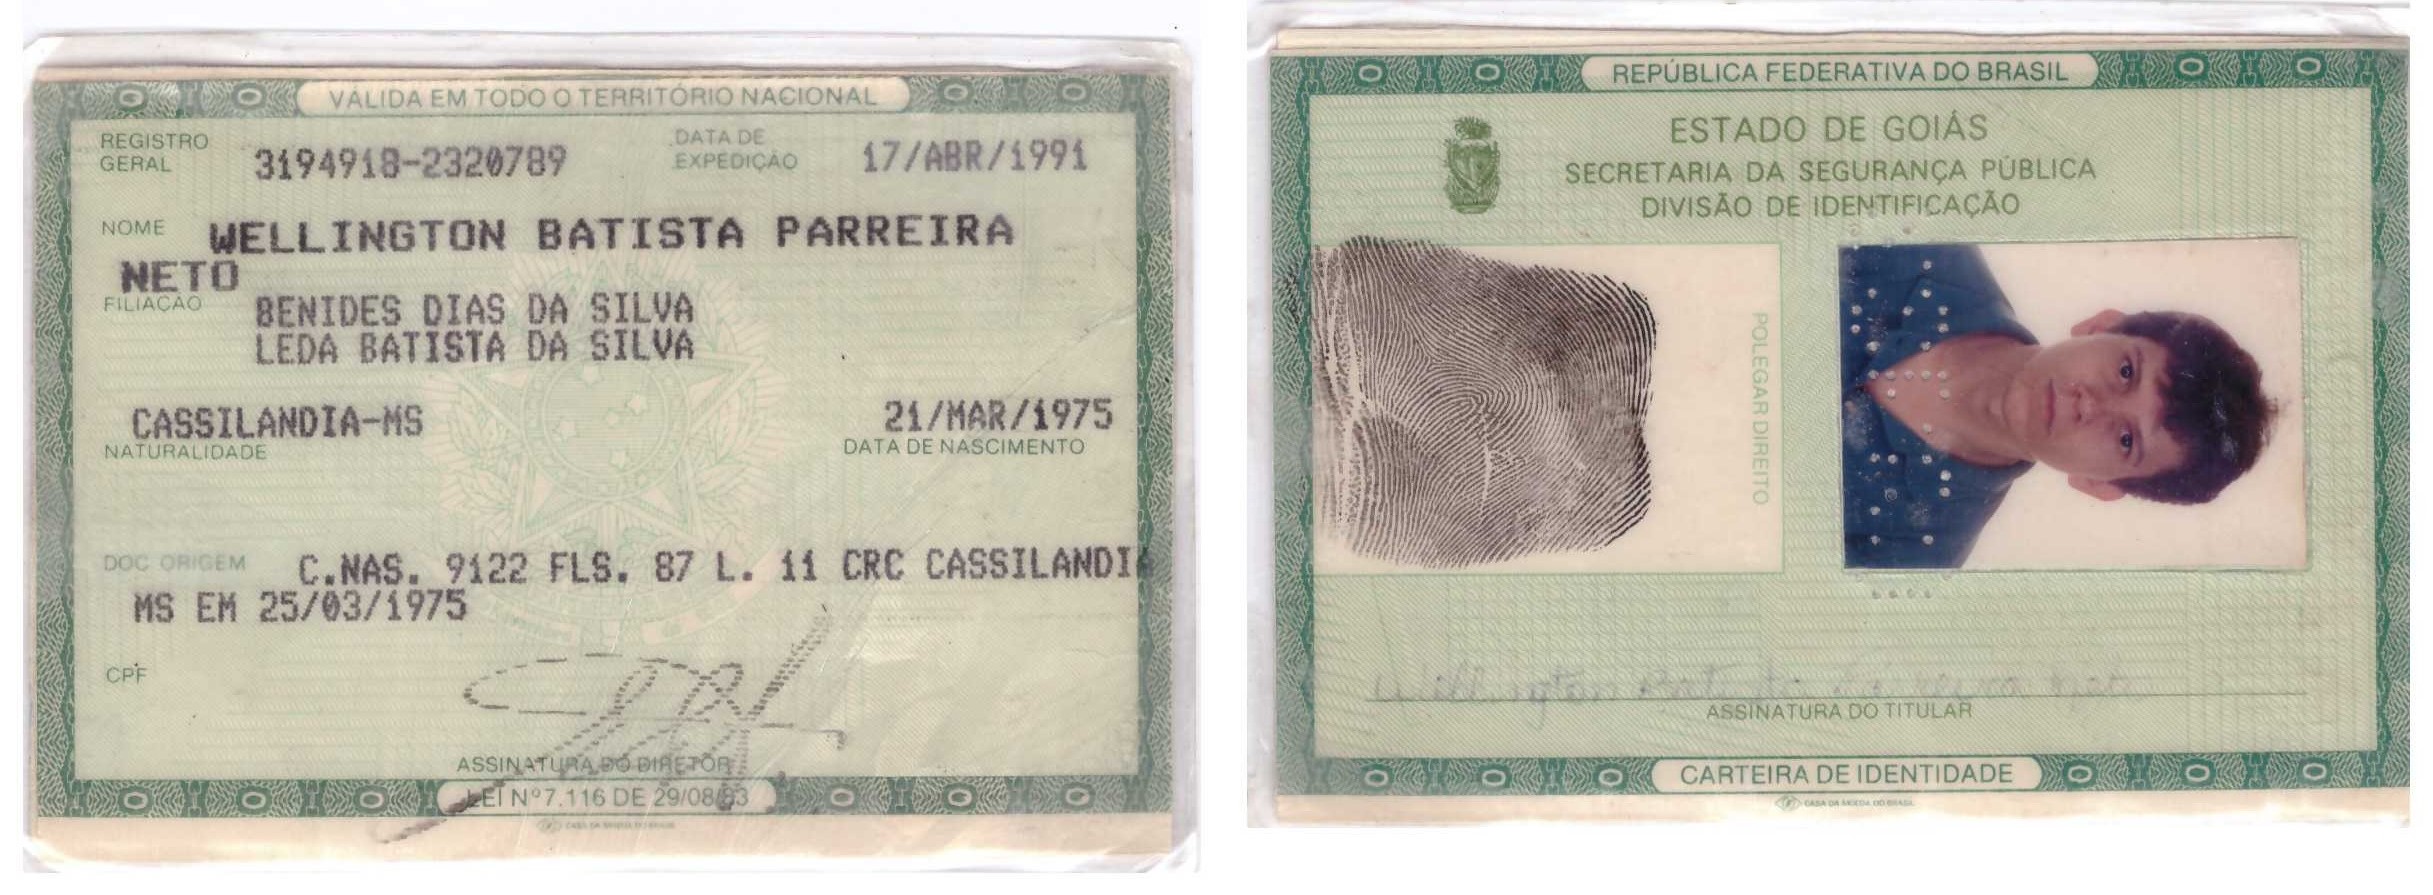 VÁLIDA EM TODO O TERRITÓRIO NACIONAL
REGISTRO GERAL 3194918-2320789
DATA DE EXPEDIÇÃO 17/ABR/1991
NOME WELLINGTON BATISTA PARREIRA
NETO
FILIAÇÃO BENIDES DIAS DA SILVA
LEDA BATISTA DA SILVA
CASSILANDIA-MS 21/MAR/1975
NATURALIDADE DATA DE NASCIMENTO
DOC ORIGEM C.NAS. 9122 FLS. 87 L. 11 CRC CASSILANDIA
MS EM 25/03/1975
CPF
ASSINATURA DO DIRETOR
LEI Nº 7.116 DE 29/08/83
CASA DA MOEDA DO BRASIL
REPÚBLICA FEDERATIVA DO BRASIL
ESTADO DE GOIÁS
SECRETARIA DA SEGURANÇA PÚBLICA
DIVISÃO DE IDENTIFICAÇÃO
POLEGAR DIREITO
Wellington Batista Parreira Neto
ASSINATURA DO TITULAR
CARTEIRA DE IDENTIDADE
CASA DA MOEDA DO BRASIL